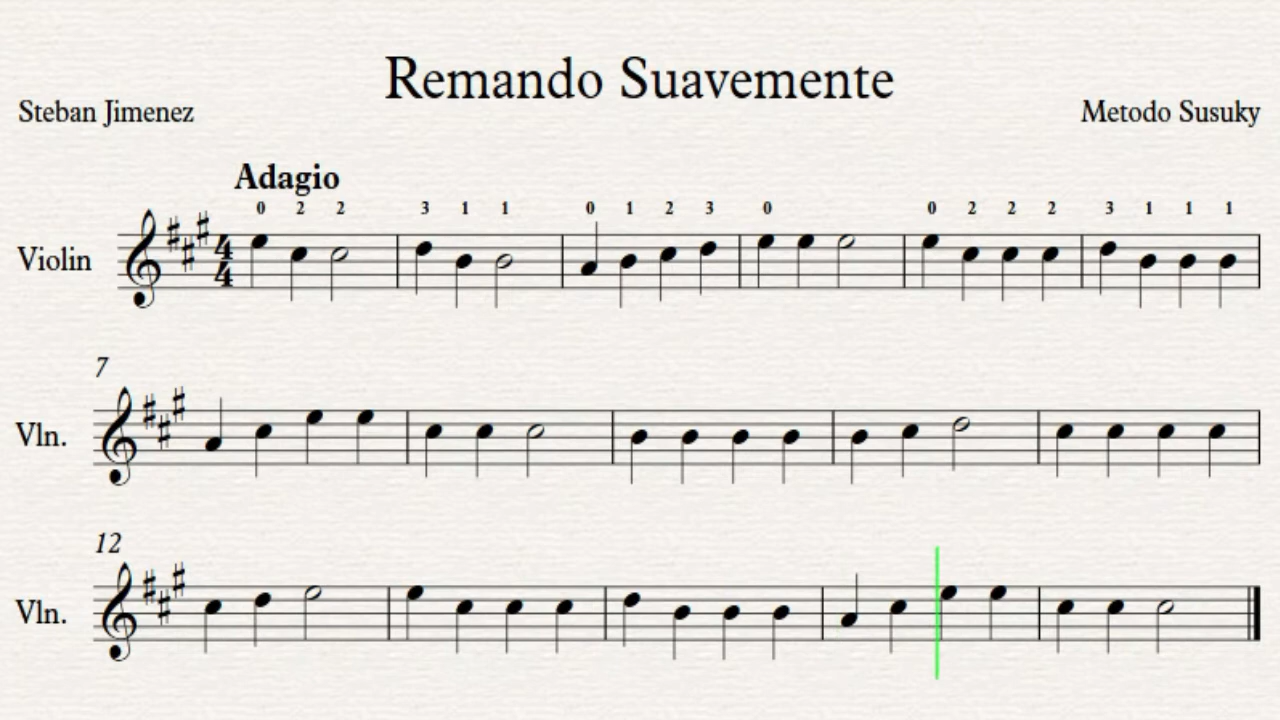 Remando Suavemente
Steban Jimenez
Metodo Susuky
Adagio
0 2 2 3 1 1 0 1 2 3 0 0 2 2 2 3 1 1 1
Violin
4
4
7
Vln.
12
Vln.